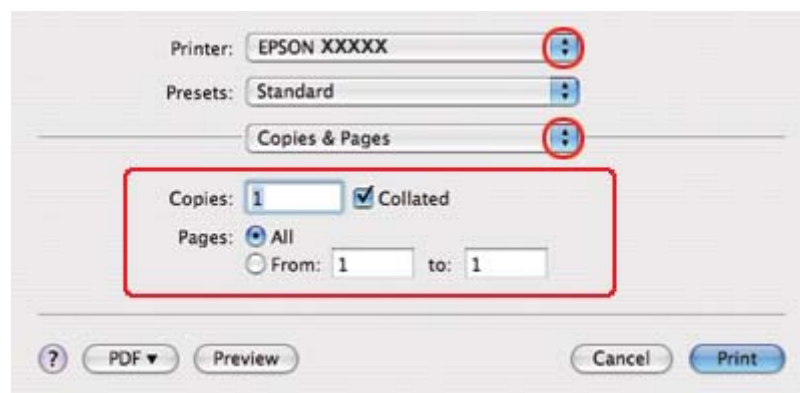 Printer: EPSON XXXXX
Presets: Standard
Copies & Pages
Copies: 1 Collated
Pages: All
From: 1 to: 1
? PDF▼ Preview Cancel Print